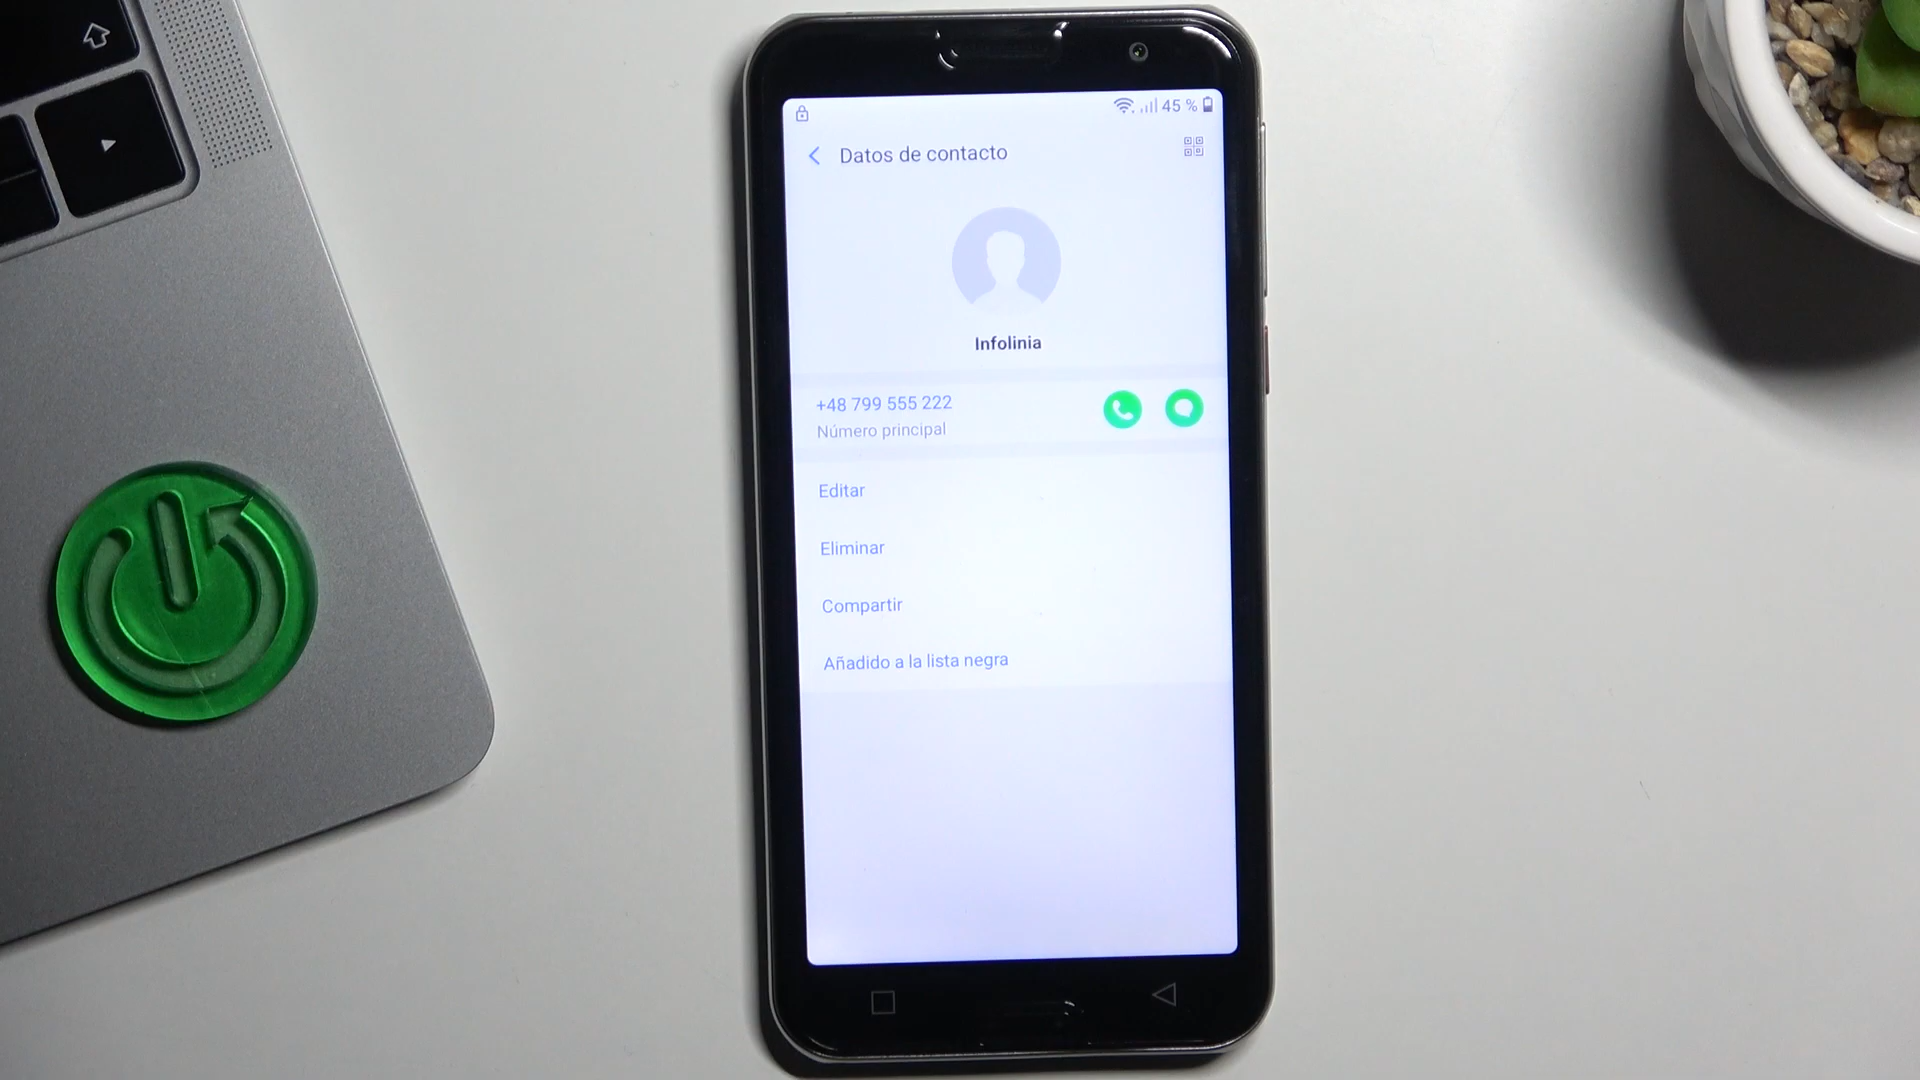 45 %
Datos de contacto
Infolinia
+48 799 555 222
Número principal
Editar
Eliminar
Compartir
Añadido a la lista negra